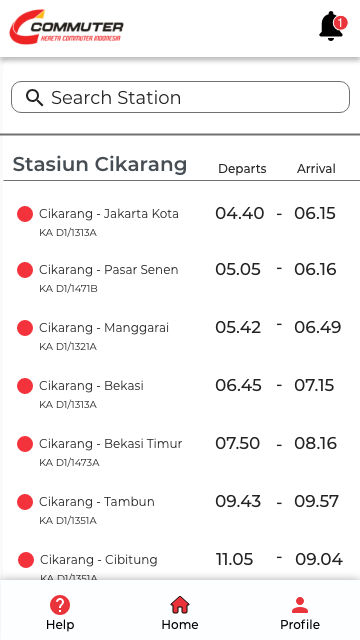 COMMUTER
KERETA COMMUTER INDONESIA
1
Search Station
Stasiun Cikarang Departs Arrival
Cikarang - Jakarta Kota 04.40 - 06.15
KA D1/1313A
Cikarang - Pasar Senen 05.05 - 06.16
KA D1/1471B
Cikarang - Manggarai 05.42 - 06.49
KA D1/1321A
Cikarang - Bekasi 06.45 - 07.15
KA D1/1313A
Cikarang - Bekasi Timur 07.50 - 08.16
KA D1/1473A
Cikarang - Tambun 09.43 - 09.57
KA D1/1351A
Cikarang - Cibitung 11.05 - 09.04
KA D1/1351A
Help Home Profile